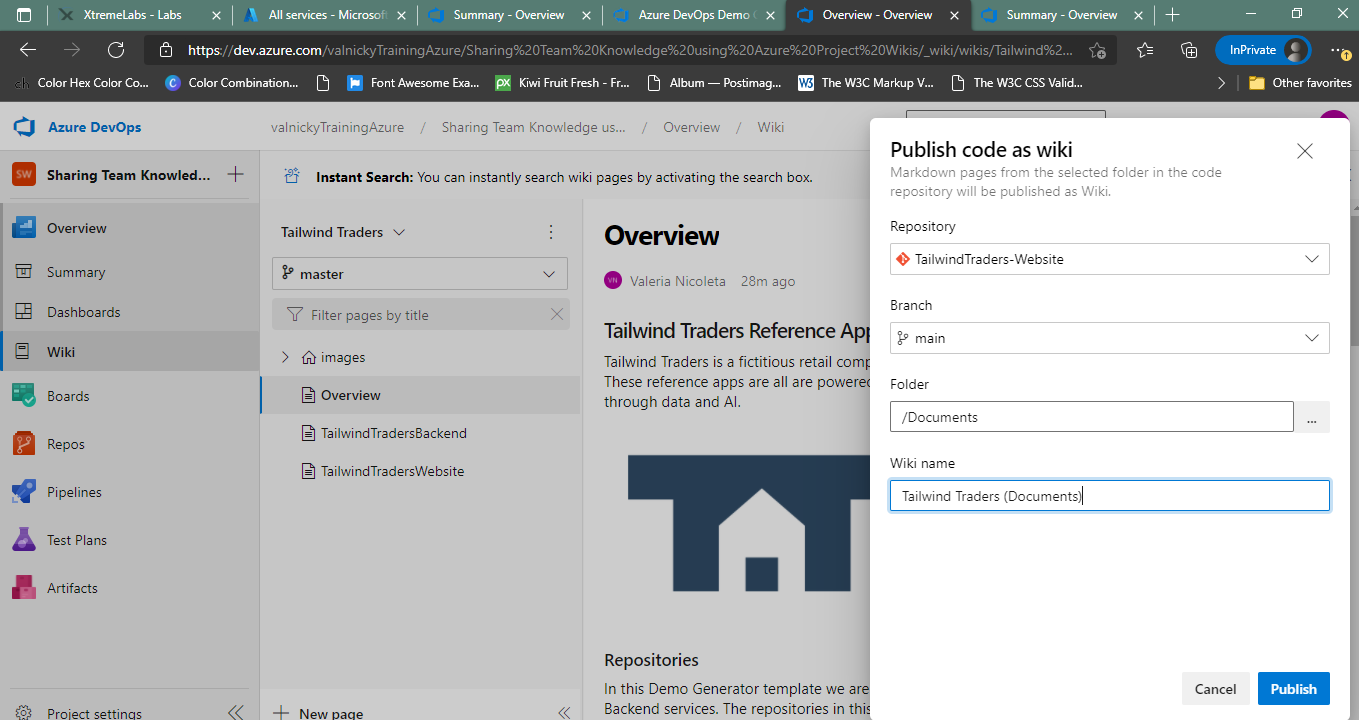 XtremeLabs - Labs
All services - Microsof
Summary - Overview
Azure DevOps Demo
Overview - Overview
Summary - Overview
https://dev.azure.com/valnickyTrainingAzure/Sharing%20Team%20Knowledge%20using%20Azure%20Project%20Wikis/_wiki/wikis/Tailwind%2...
InPrivate
ch Color Hex Color Co...
Color Combination...
Font Awesome Exa...
px Kiwi Fruit Fresh - Fr...
Album — Postimag...
W3 The W3C Markup V...
The W3C CSS Valid...
Other favorites
Azure DevOps
valnickyTrainingAzure / Sharing Team Knowledge us... / Overview / Wiki
SW Sharing Team Knowled...
Overview
Summary
Dashboards
Wiki
Boards
Repos
Pipelines
Test Plans
Artifacts
Project settings
Instant Search: You can instantly search wiki pages by activating the search box.
Tailwind Traders
master
Filter pages by title
images
Overview
TailwindTradersBackend
TailwindTradersWebsite
New page
Overview
VN Valeria Nicoleta 28m ago
Tailwind Traders Reference App
Tailwind Traders is a fictitious retail comp
These reference apps are all are powered
through data and AI.
Repositories
In this Demo Generator template we are
Backend services. The repositories in this
Publish code as wiki
Markdown pages from the selected folder in the code
repository will be published as Wiki.
Repository
TailwindTraders-Website
Branch
main
Folder
/Documents
...
Wiki name
Tailwind Traders (Documents)
Cancel
Publish